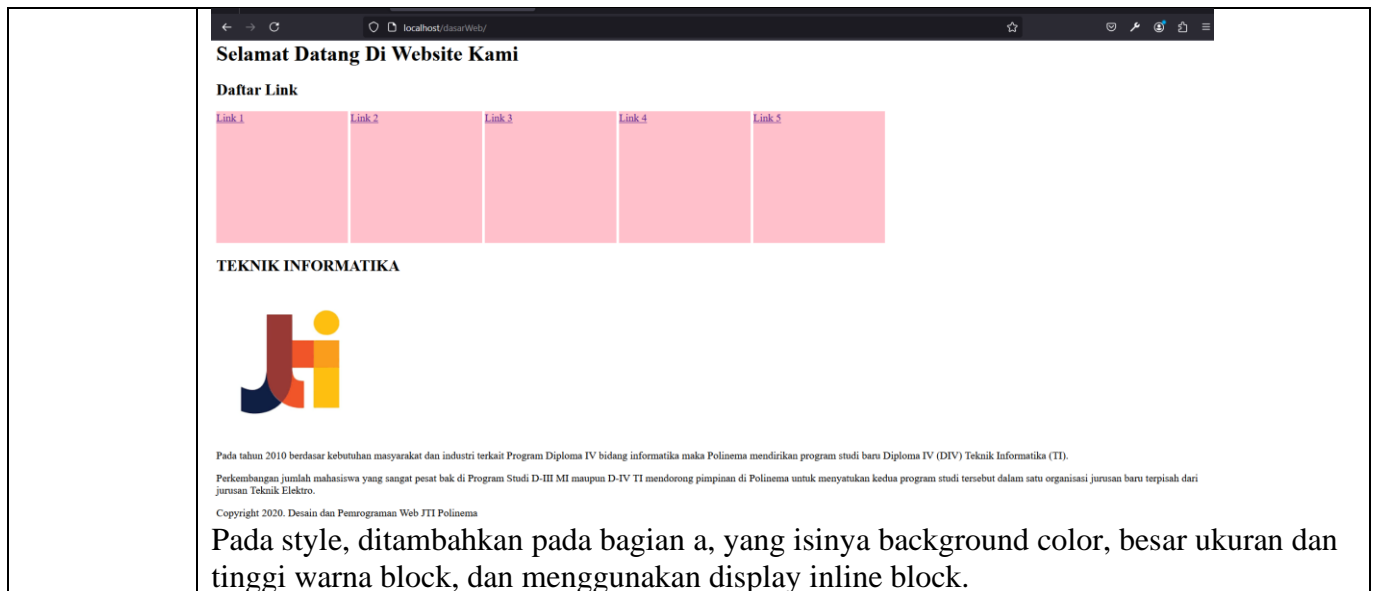 localhost/dasarWeb/
Selamat Datang Di Website Kami
Daftar Link
Link 1 Link 2 Link 3 Link 4 Link 5
TEKNIK INFORMATIKA
Jti
Pada tahun 2010 berdasar kebutuhan masyarakat dan industri terkait Program Diploma IV bidang informatika maka Polinema mendirikan program studi baru Diploma IV (DIV) Teknik Informatika (TI).
Perkembangan jumlah mahasiswa yang sangat pesat bak di Program Studi D-III MI maupun D-IV TI mendorong pimpinan di Polinema untuk menyatukan kedua program studi tersebut dalam satu organisasi jurusan baru terpisah dari
jurusan Teknik Elektro.
Copyright 2020. Desain dan Pemrograman Web JTI Polinema
Pada style, ditambahkan pada bagian a, yang isinya background color, besar ukuran dan
tinggi warna block, dan menggunakan display inline block.